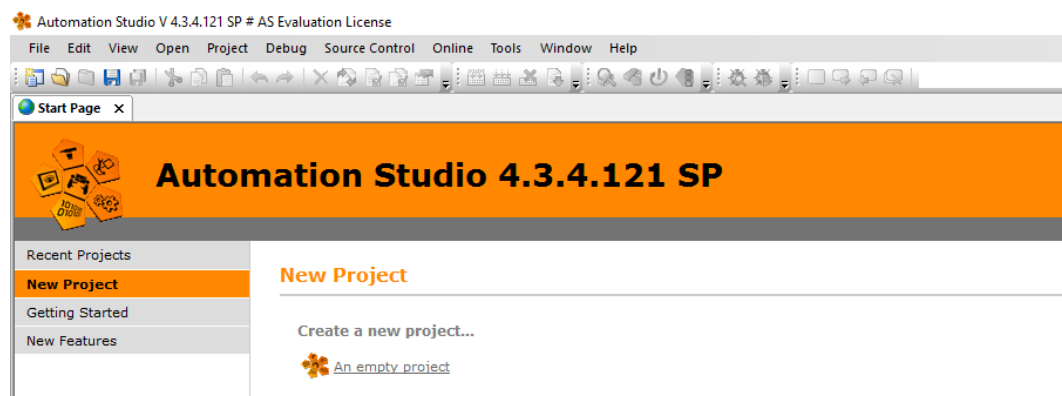 Automation Studio V 4.3.4.121 SP # AS Evaluation License
File Edit View Open Project Debug Source Control Online Tools Window Help
Start Page X
Automation Studio 4.3.4.121 SP
Recent Projects
New Project
Getting Started
New Features
New Project
Create a new project...
An empty project